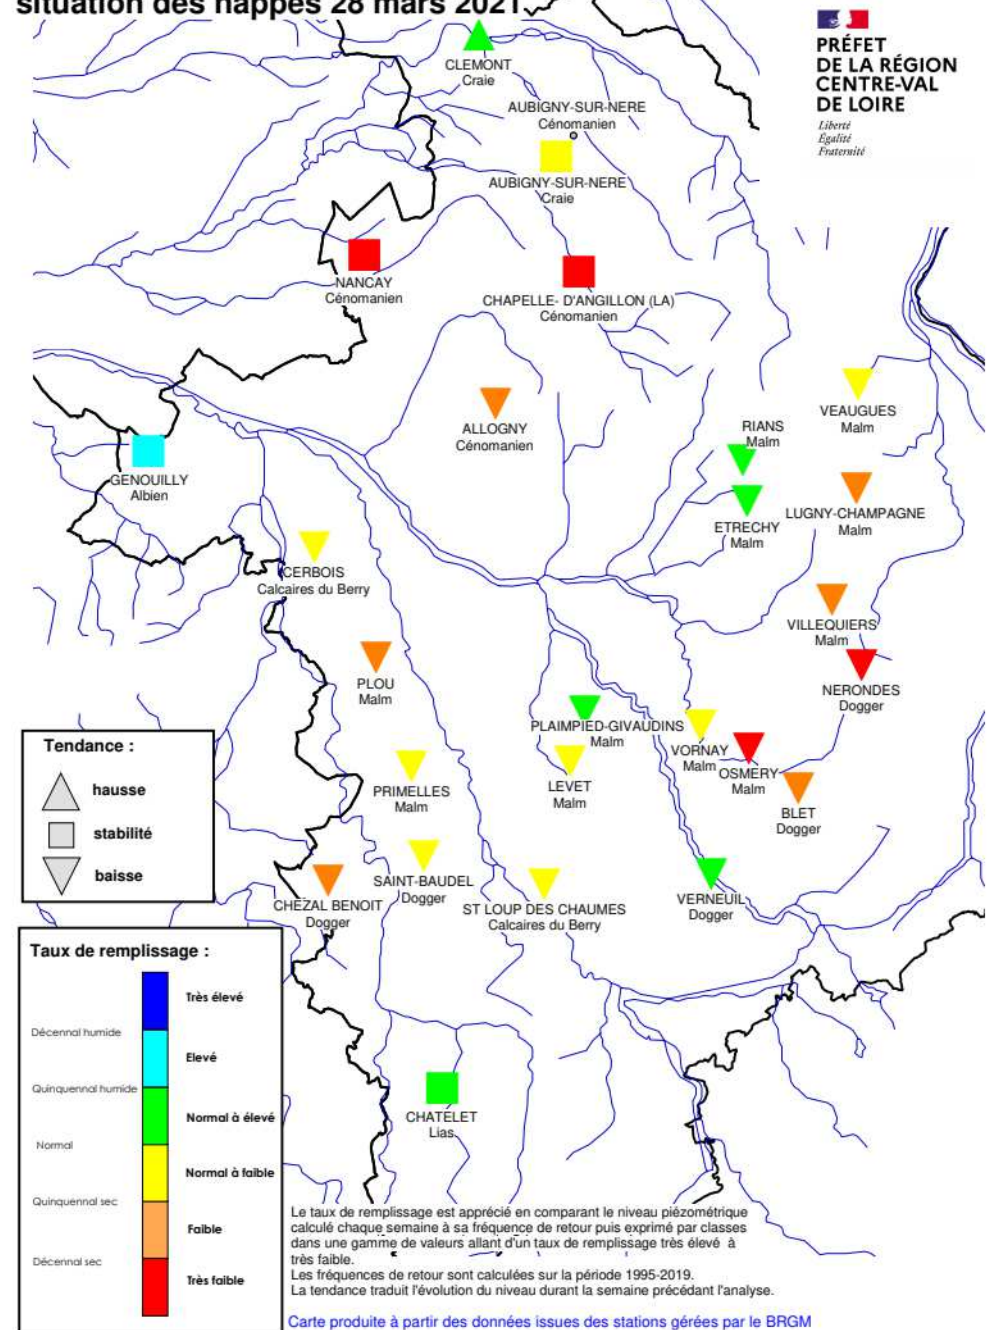 situation des nappes 28 mars 2021
PRÉFET
DE LA RÉGION
CENTRE-VAL
DE LOIRE
Liberté
Égalité
Fraternité
CLEMONT
Craie
AUBIGNY-SUR-NERE
Cénomanien
AUBIGNY-SUR-NERE
Craie
NANCAY
Cénomanien
CHAPELLE- D'ANGILLON (LA)
Cénomanien
VEAUGUES
Malm
ALLOGNY
Cénomanien
RIANS
Malm
GENOUILLY
Albien
LUGNY-CHAMPAGNE
Malm
ETRECHY
Malm
CERBOIS
Calcaires du Berry
VILLEQUIERS
Malm
PLOU
Malm
NERONDES
Dogger
PLAIMPIED-GIVAUDINS
Malm
VORNAY
Malm
OSMERY
Malm
LEVET
Malm
PRIMELLES
Malm
BLET
Dogger
SAINT-BAUDEL
Dogger
CHEZAL BENOIT
Dogger
ST LOUP DES CHAUMES
Calcaires du Berry
VERNEUIL
Dogger
CHATELET
Lias
Tendance :
hausse
stabilité
baisse
Taux de remplissage :
Très élevé
Décennal humide
Elevé
Quinquennal humide
Normal à élevé
Normal
Normal à faible
Quinquennal sec
Faible
Décennal sec
Très faible
Le taux de remplissage est apprécié en comparant le niveau piézométrique
calculé chaque semaine à sa fréquence de retour puis exprimé par classes
dans une gamme de valeurs allant d'un taux de remplissage très élevé à
très faible.
Les fréquences de retour sont calculées sur la période 1995-2019.
La tendance traduit l'évolution du niveau durant la semaine précédant l'analyse.
Carte produite à partir des données issues des stations gérées par le BRGM